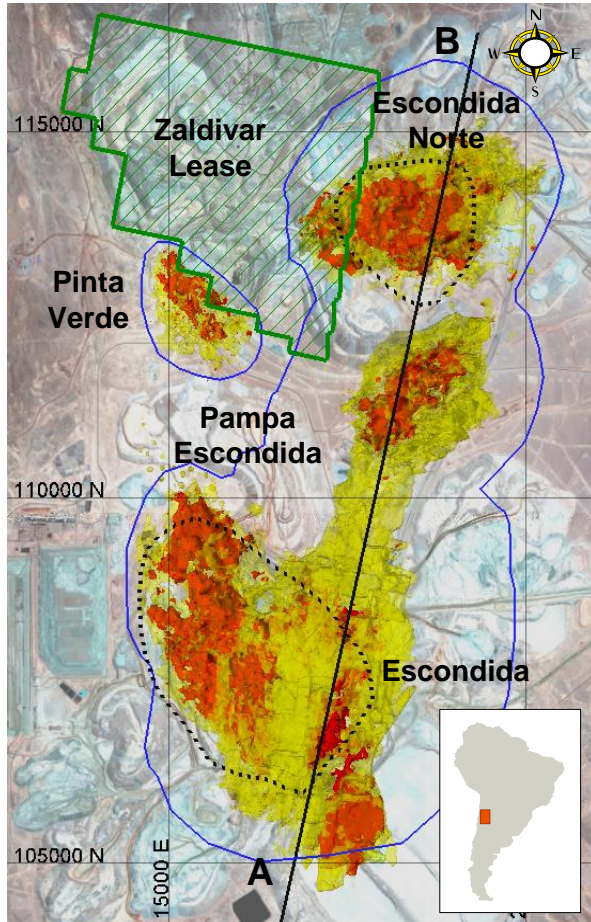 B
N
W
E
S
Escondida
Norte
115000 N
Zaldivar
Lease
Pinta
Verde
Pampa
Escondida
110000 N
Escondida
105000 N
15000 E
A